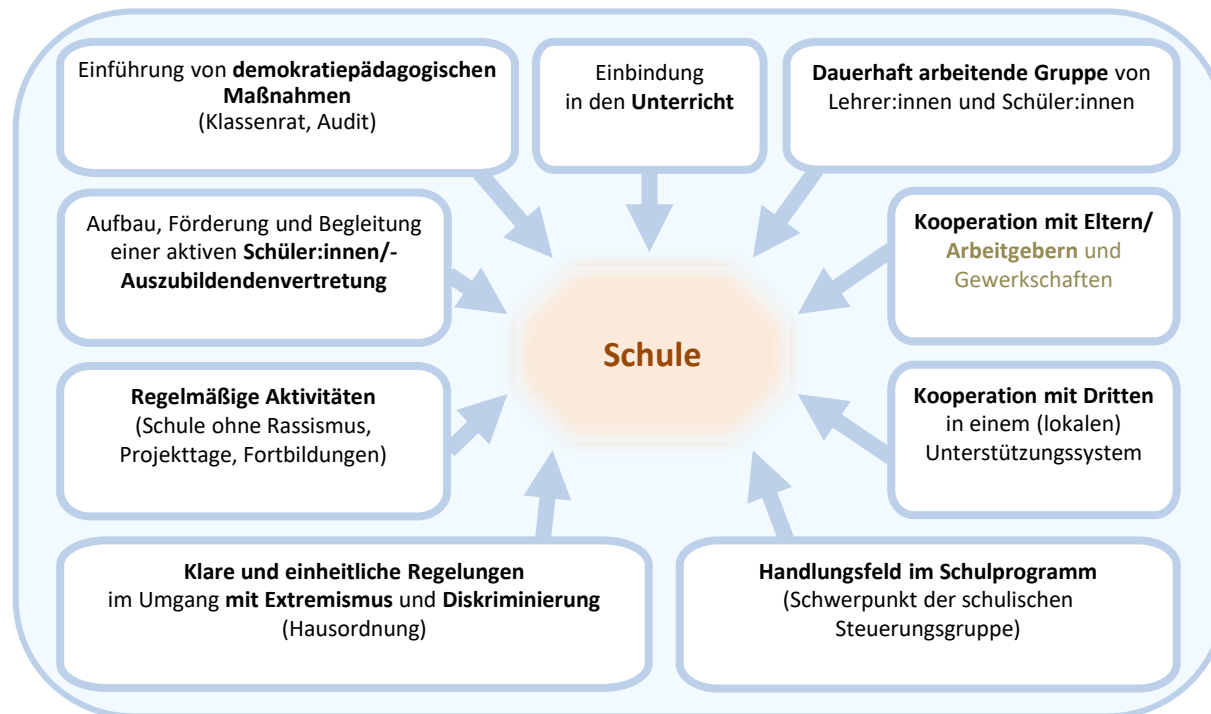 Einführung von demokratiepädagogischen
Maßnahmen
(Klassenrat, Audit)
Einbindung
in den Unterricht
Dauerhaft arbeitende Gruppe von
Lehrer:innen und Schüler:innen
Aufbau, Förderung und Begleitung
einer aktiven Schüler:innen/-
Auszubildendenvertretung
Kooperation mit Eltern/
Arbeitgebern und
Gewerkschaften
Schule
Regelmäßige Aktivitäten
(Schule ohne Rassismus,
Projekttage, Fortbildungen)
Kooperation mit Dritten
in einem (lokalen)
Unterstützungssystem
Klare und einheitliche Regelungen
im Umgang mit Extremismus und Diskriminierung
(Hausordnung)
Handlungsfeld im Schulprogramm
(Schwerpunkt der schulischen
Steuerungsgruppe)